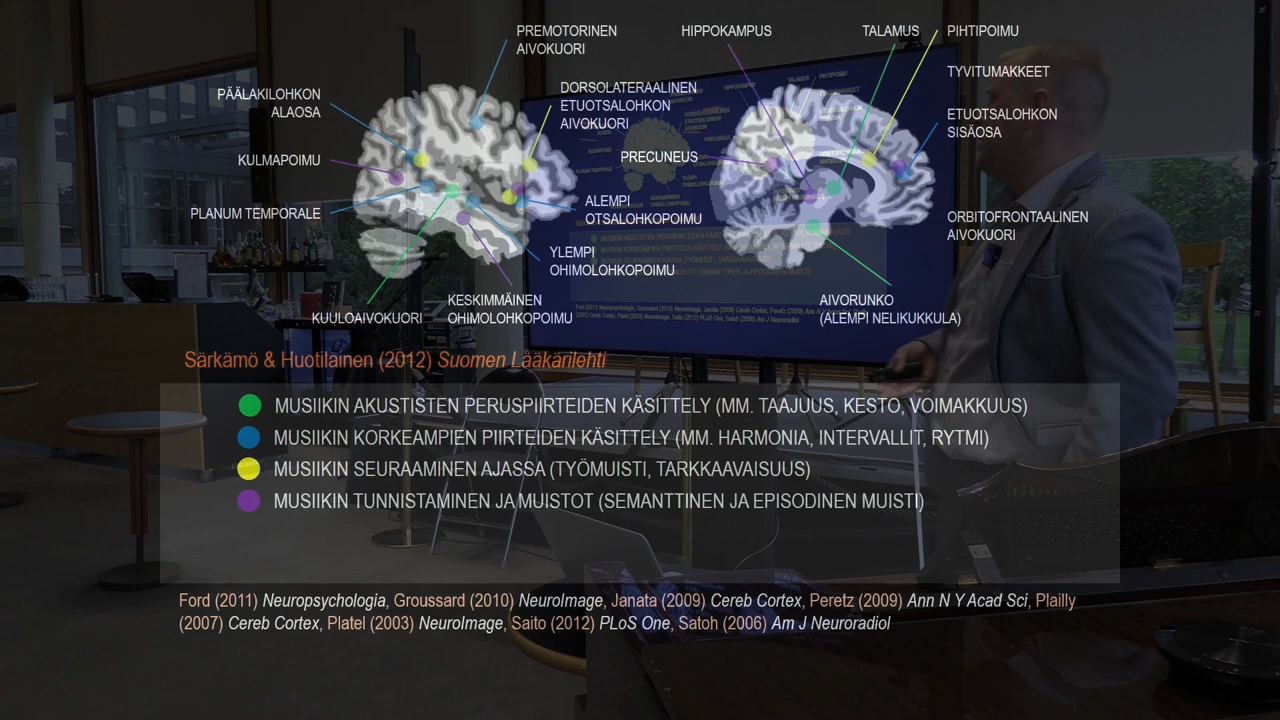 PREMOTORINEN
AIVOKUORI
HIPPOKAMPUS
TALAMUS
PIHTIPOIMU
TYVITUMAKKEET
PÄÄLAKILOHKON
ALAOSA
DORSOLATERAALINEN
ETUOTSALOHKON
AIVOKUORI
ETUOTSALOHKON
SISÄOSA
KULMAPOIMU
PRECUNEUS
PLANUM TEMPORALE
ALEMPI
OTSALOHKOPOIMU
ORBITOFRONTAALINEN
AIVOKUORI
YLEMPI
OHIMOLOHKOPOIMU
KUULOAIVOKUORI
KESKIMMÄINEN
OHIMOLOHKOPOIMU
AIVORUNKO
(ALEMPI NELIKUKKULA)
Särkämö & Huotilainen (2012) Suomen Lääkärilehti
MUSIIKIN AKUSTISTEN PERUSPIIRTEIDEN KÄSITTELY (MM. TAAJUUS, KESTO, VOIMAKKUUS)
MUSIIKIN KORKEAMPIEN PIIRTEIDEN KÄSITTELY (MM. HARMONIA, INTERVALLIT, RYTMI)
MUSIIKIN SEURAAMINEN AJASSA (TYÖMUISTI, TARKKAAVAISUUS)
MUSIIKIN TUNNISTAMINEN JA MUISTOT (SEMANTTINEN JA EPISODINEN MUISTI)
Ford (2011) Neuropsychologia, Groussard (2010) NeuroImage, Janata (2009) Cereb Cortex, Peretz (2009) Ann N Y Acad Sci, Plailly
(2007) Cereb Cortex, Platel (2003) NeuroImage, Saito (2012) PLoS One, Satoh (2006) Am J Neuroradiol